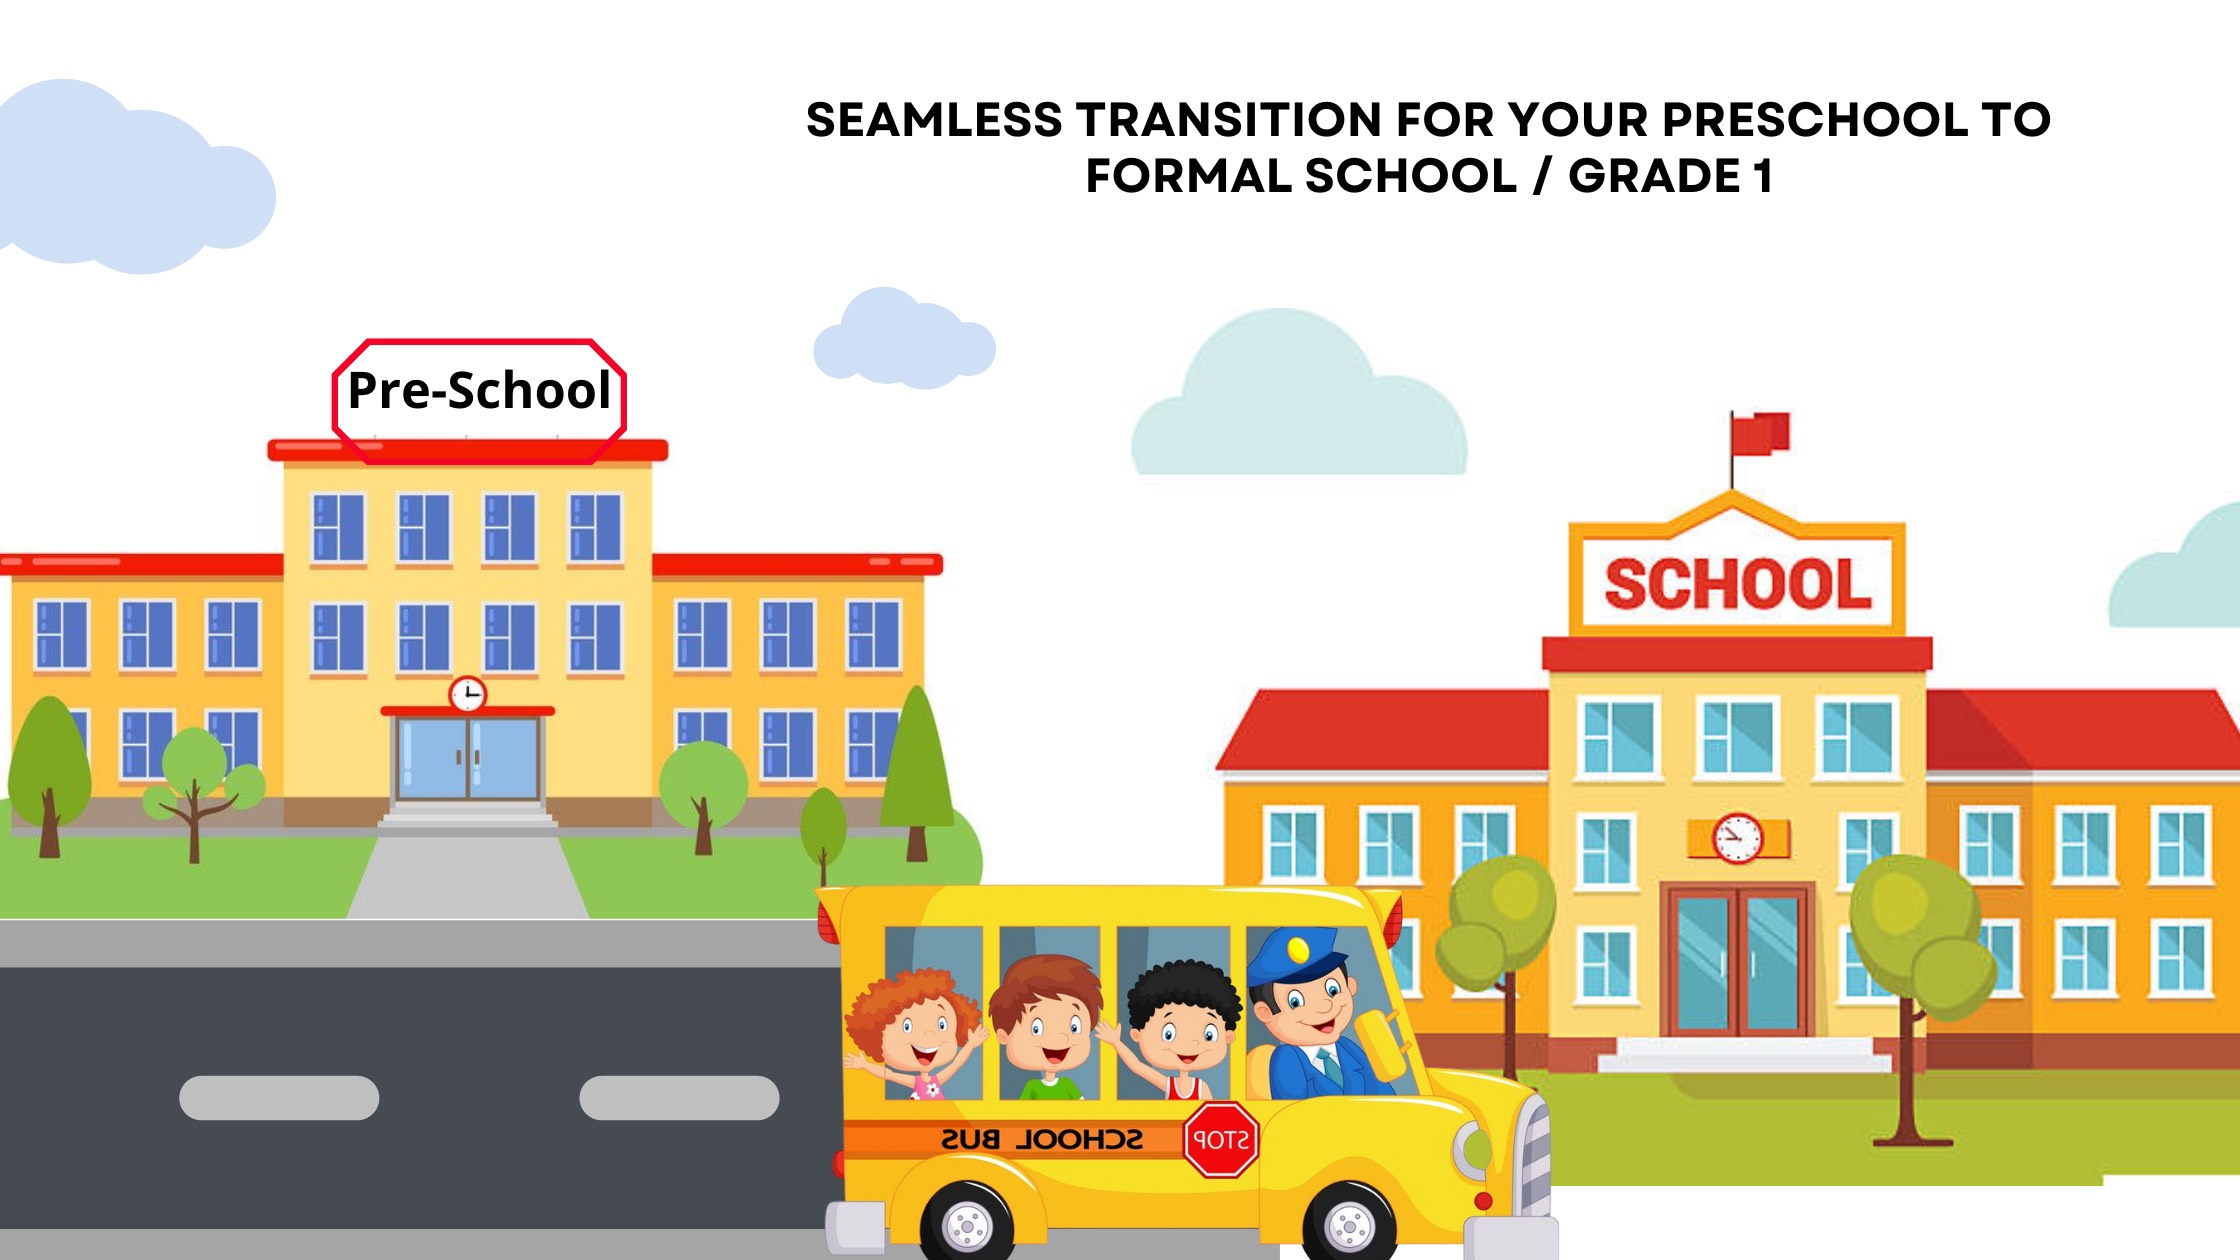 SEAMLESS TRANSITION FOR YOUR PRESCHOOL TO
FORMAL SCHOOL / GRADE 1
Pre-School
SCHOOL
SCHOOL BUS
STOP